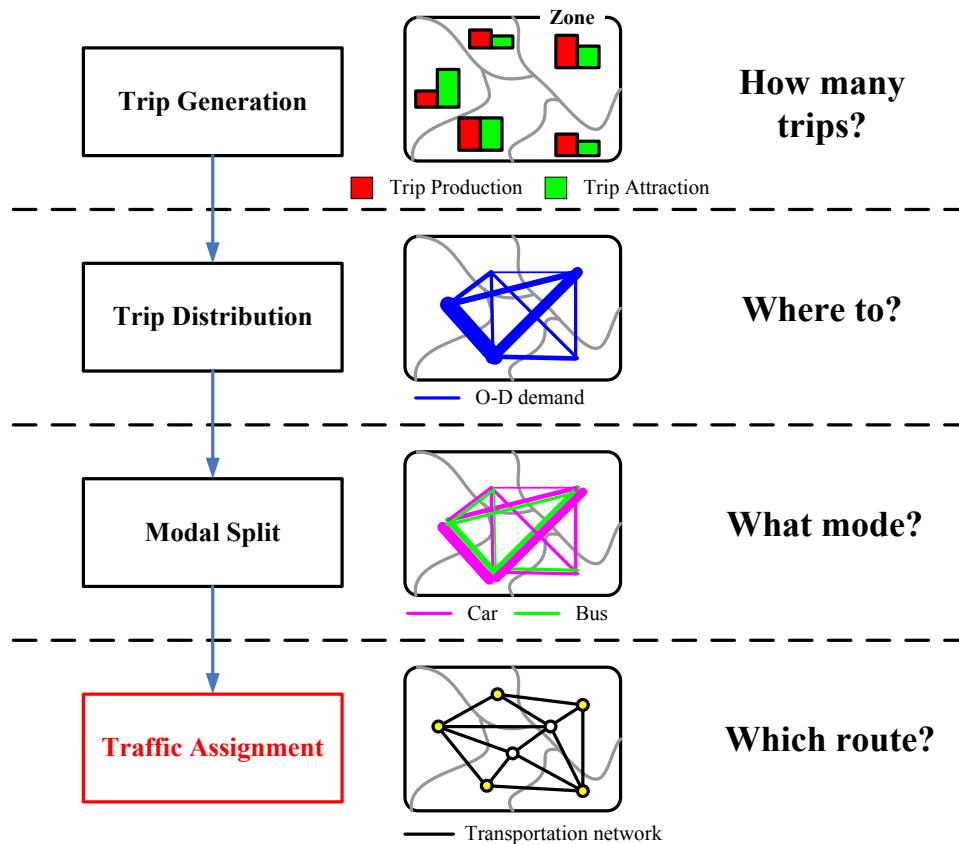 Zone
Trip Generation
How many
trips?
Trip Production
Trip Attraction
Trip Distribution
Where to?
O-D demand
Modal Split
What mode?
Car
Bus
Traffic Assignment
Which route?
Transportation network